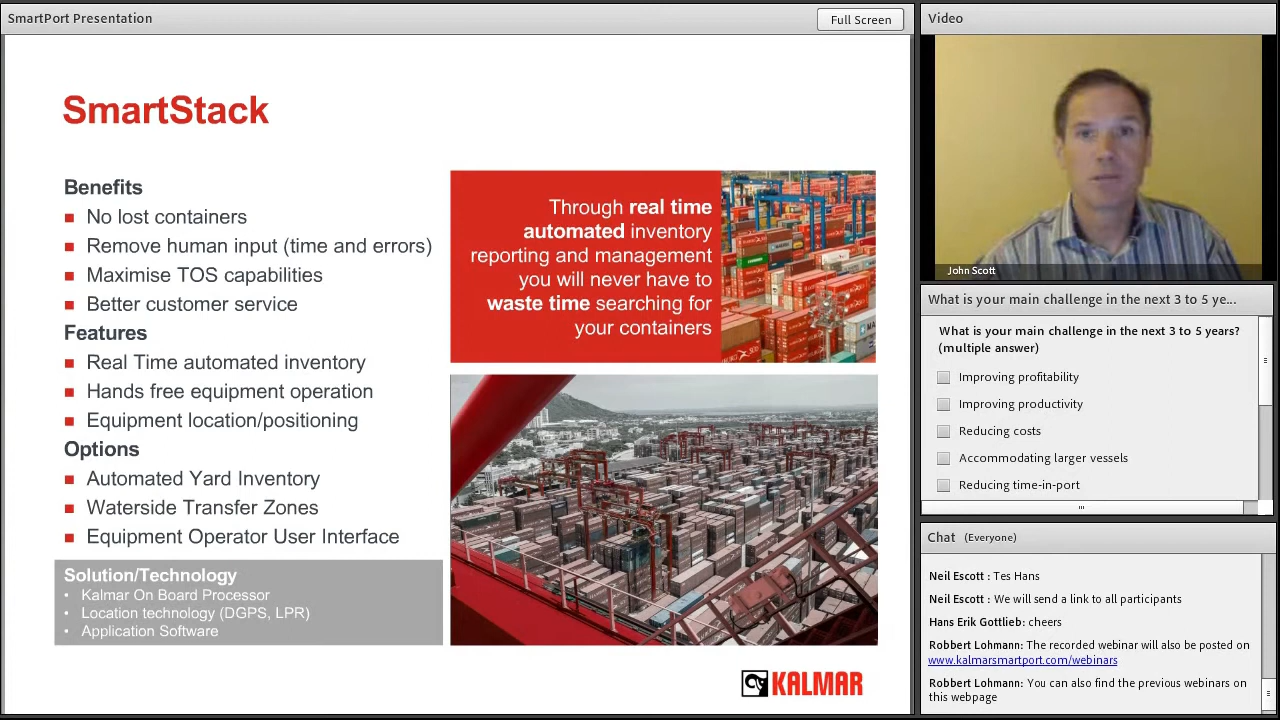 SmartPort Presentation
Full Screen
SmartStack
Benefits
No lost containers
Remove human input (time and errors)
Maximise TOS capabilities
Better customer service
Features
Real Time automated inventory
Hands free equipment operation
Equipment location/positioning
Options
Automated Yard Inventory
Waterside Transfer Zones
Equipment Operator User Interface
Solution/Technology
• Kalmar On Board Processor
• Location technology (DGPS, LPR)
• Application Software
Through real time
automated inventory
reporting and management
you will never have to
waste time searching for
your containers
KALMAR
Video
John Scott
What is your main challenge in the next 3 to 5 ye...
What is your main challenge in the next 3 to 5 years?
(multiple answer)
Improving profitability
Improving productivity
Reducing costs
Accommodating larger vessels
Reducing time-in-port
Chat (Everyone)
Neil Escott : Tes Hans
Neil Escott : We will send a link to all participants
Hans Erik Gottlieb: cheers
Robbert Lohmann: The recorded webinar will also be posted on
www.kalmarsmartport.com/webinars
Robbert Lohmann: You can also find the previous webinars on
this webpage